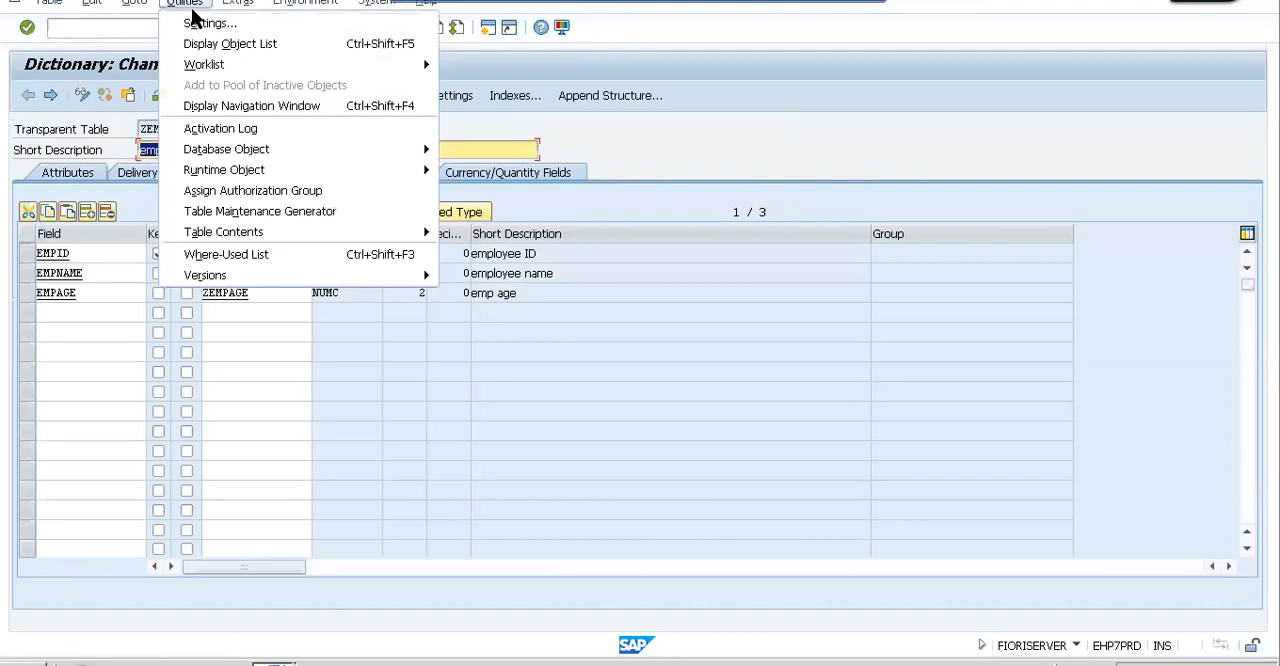 Table Edit Goto Utilities Extras Environment System Help
Settings...
Display Object List Ctrl+Shift+F5
Dictionary: Chan
Worklist
Add to Pool of Inactive Objects
ettings Indexes... Append Structure...
Display Navigation Window Ctrl+Shift+F4
Transparent Table ZEM
Activation Log
Short Description emp
Database Object
Attributes Delivery Currency/Quantity Fields
Runtime Object
Assign Authorization Group
Table Maintenance Generator
ed Type 1 / 3
Table Contents
Field Ke eci... Short Description Group
EMPID 0 employee ID
Where-Used List Ctrl+Shift+F3
EMPNAME 0 employee name
Versions
EMPAGE ZEMPAGE NUMC 2 0 emp age
SAP FIORISERVER EHP7PRD INS